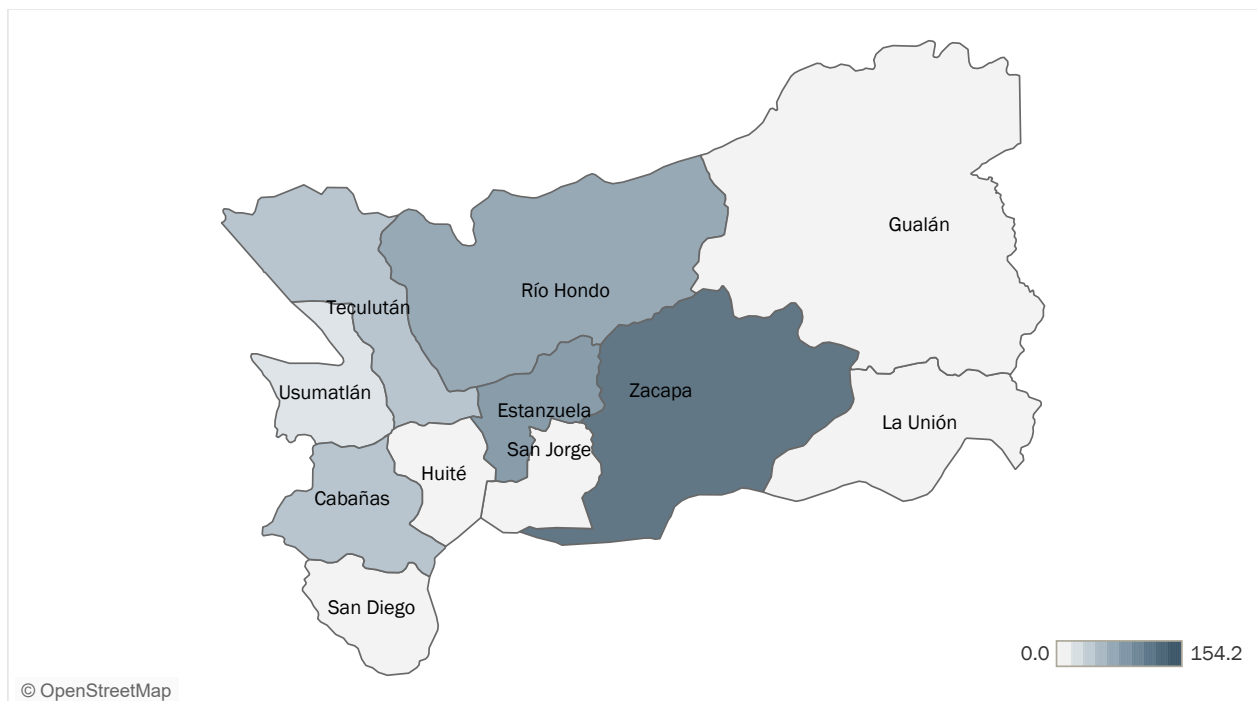 Gualán
Río Hondo
Teculután
Usumatlán
Zacapa
Estanzuela
La Unión
San Jorge
Huité
Cabañas
San Diego
0.0 154.2
© OpenStreetMap